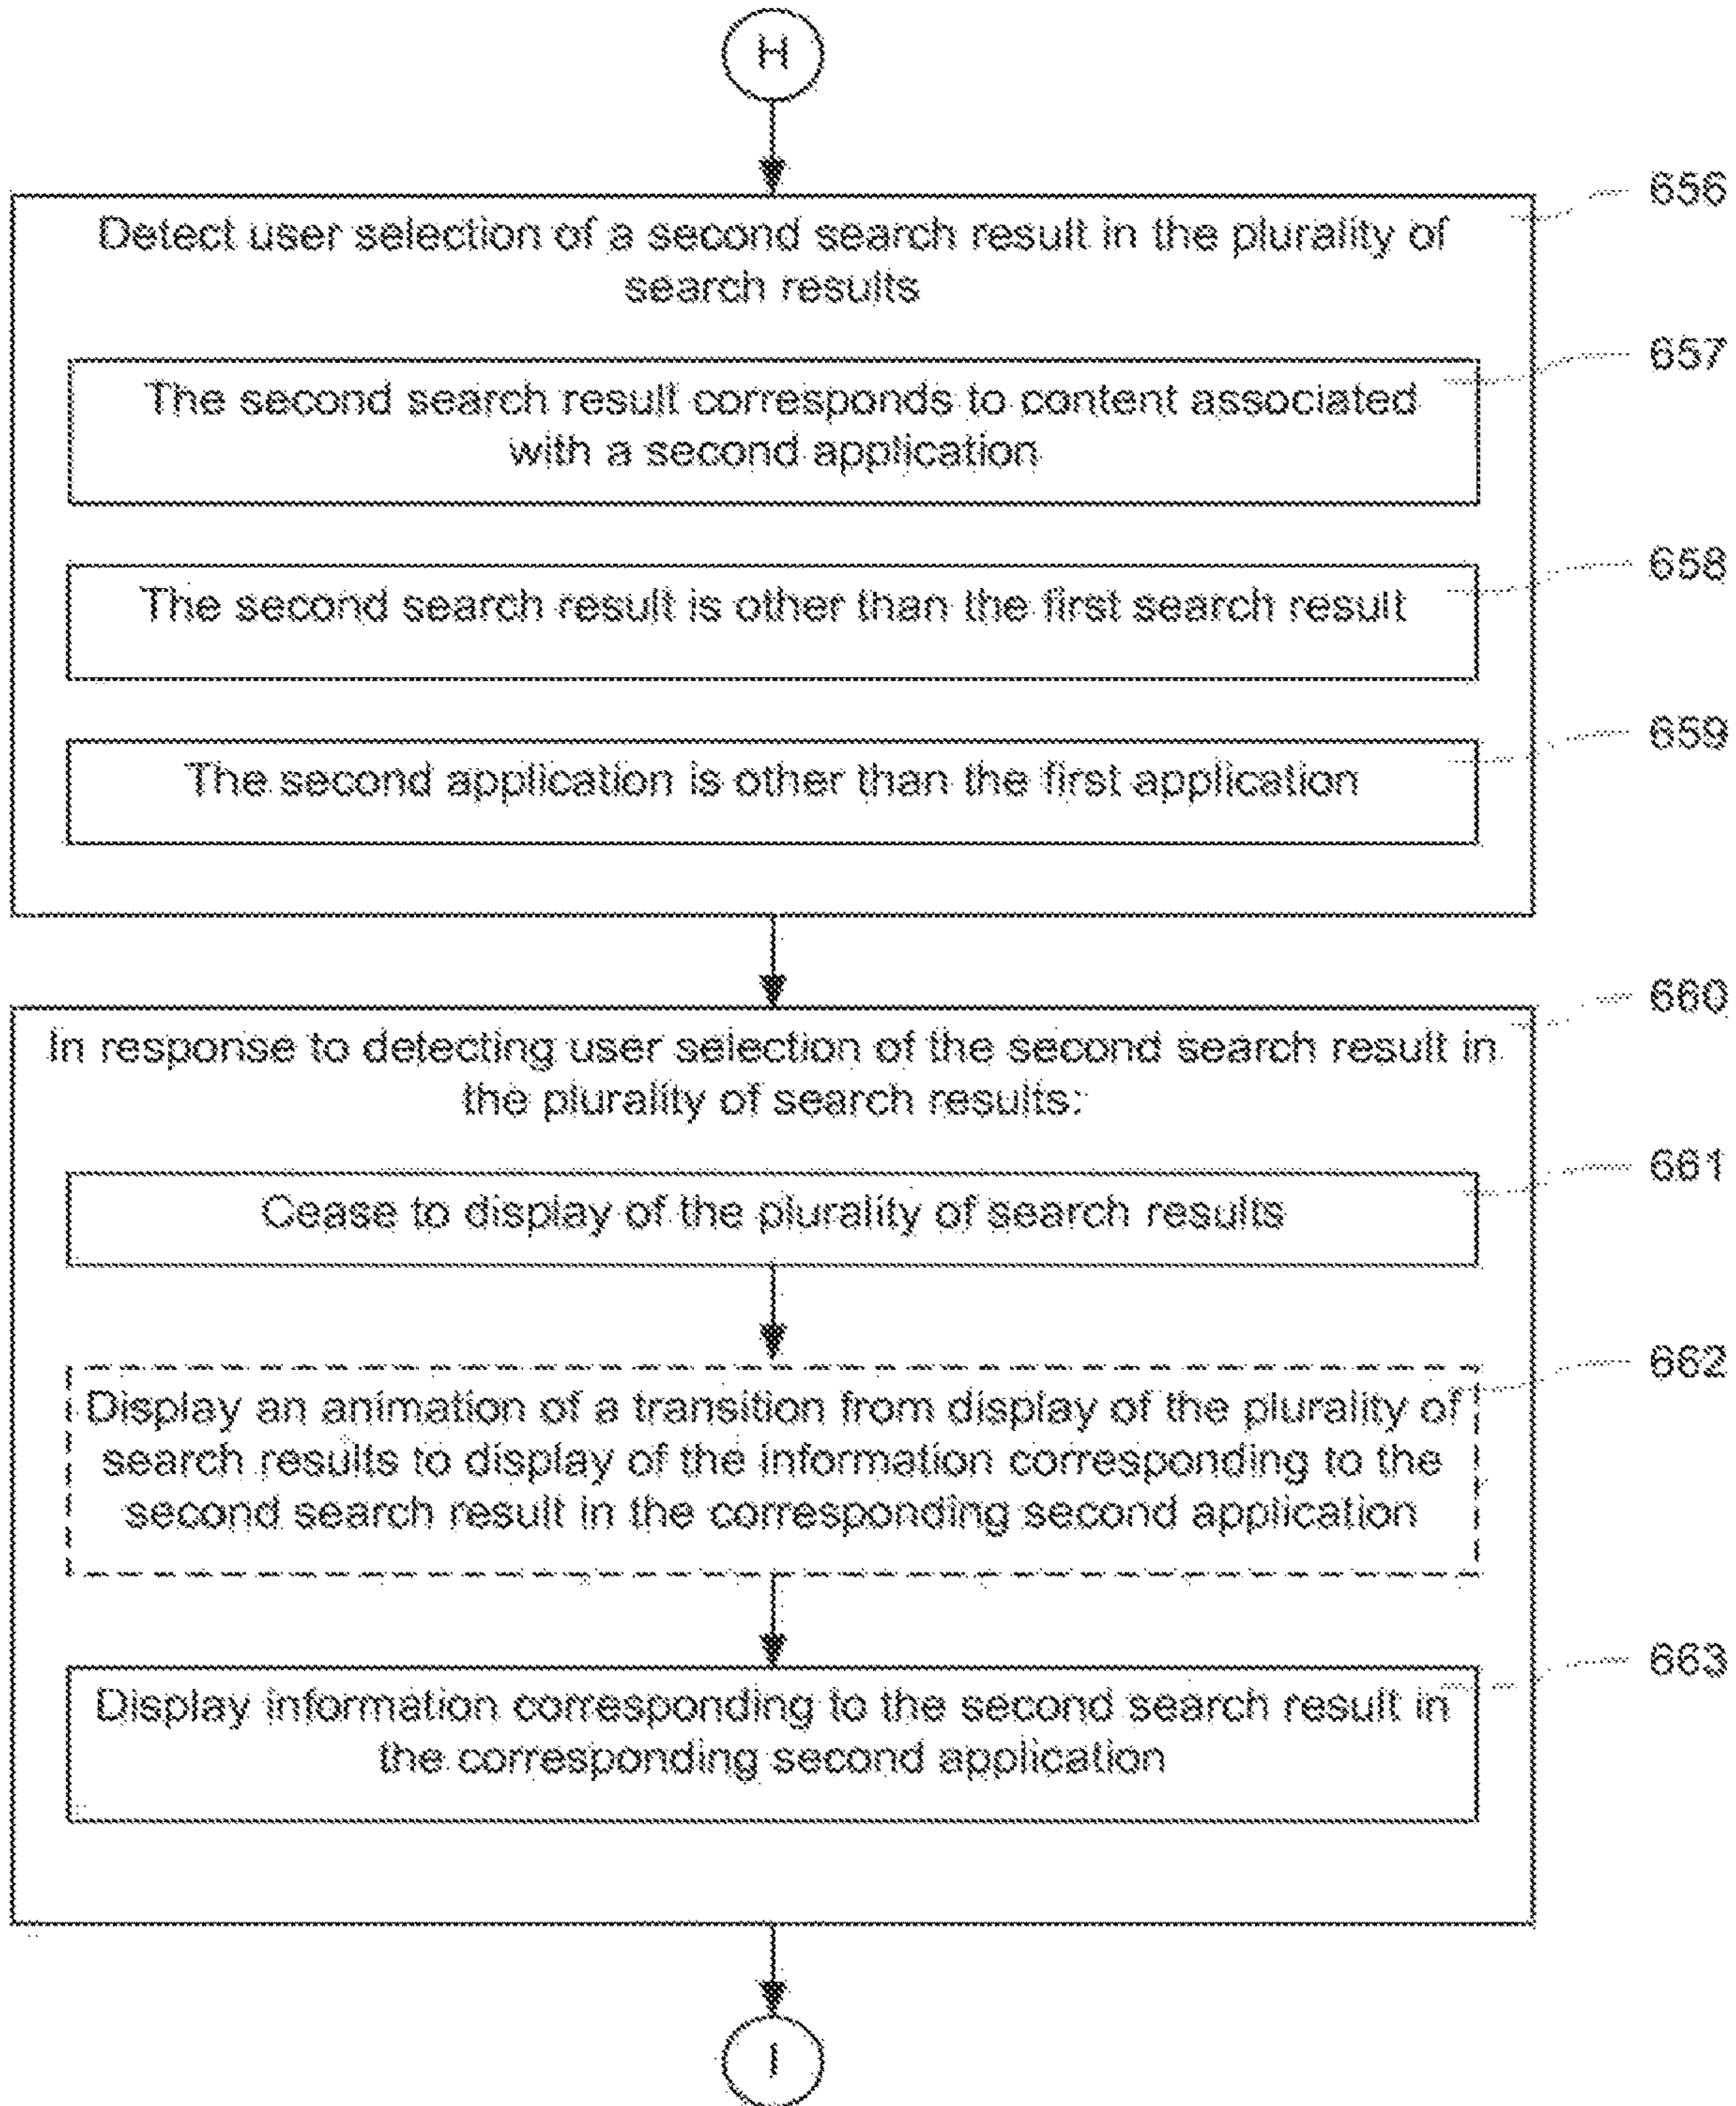 H
656
Detect user selection of a second search result in the plurality of
search results
657
The second search result corresponds to content associated
with a second application
658
The second search result is other than the first search result
659
The second application is other than the first application
660
In response to detecting user selection of the second search result in
the plurality of search results:
661
Cease to display of the plurality of search results
662
Display an animation of a transition from display of the plurality of
search results to display of the information corresponding to the
second search result in the corresponding second application
663
Display information corresponding to the second search result in
the corresponding second application
I